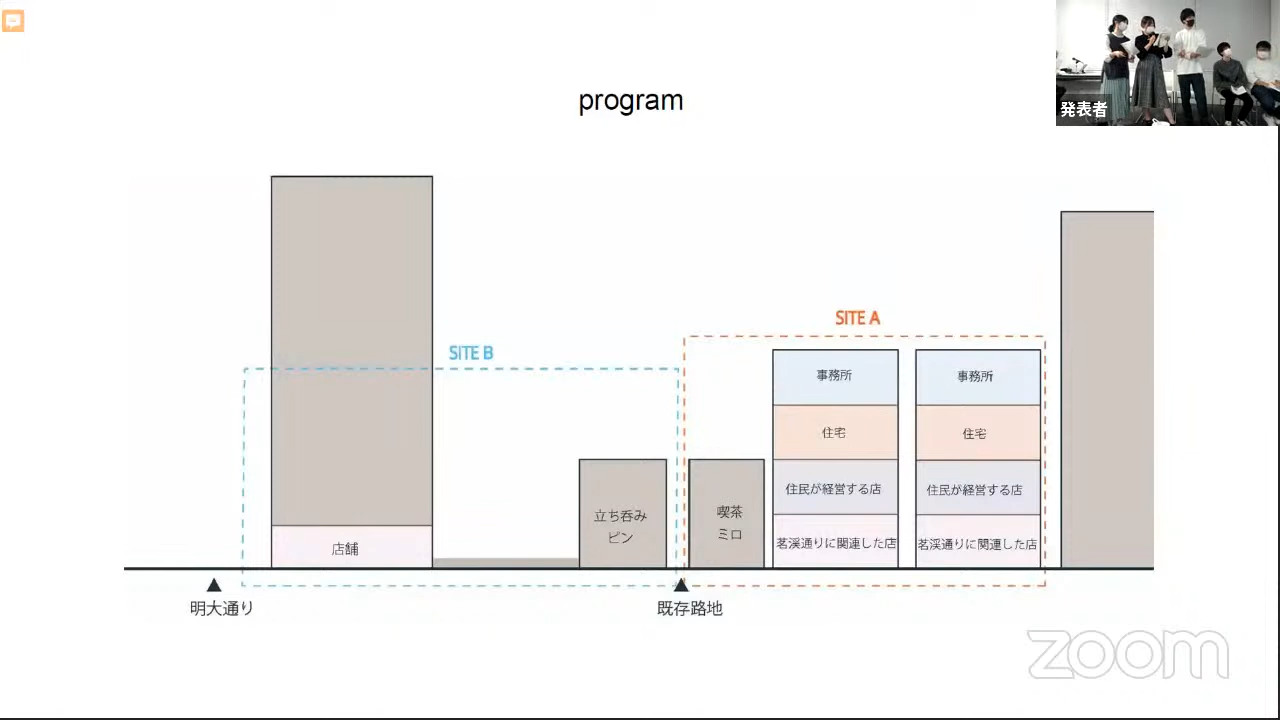 発表者
program
SITE A
SITE B
事務所
事務所
住宅
住宅
住民が経営する店
住民が経営する店
立ち呑み
ピン
喫茶
ミロ
茗渓通りに関連した店
茗渓通りに関連した店
店舗
明大通り
既存路地
zoom